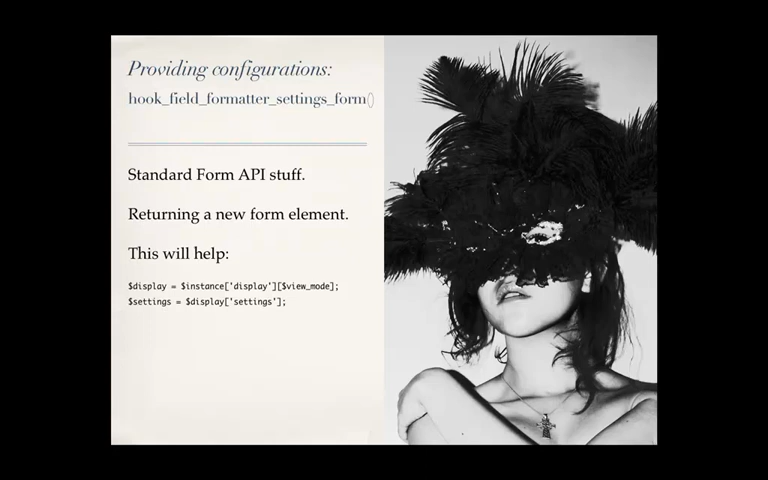 Providing configurations:
hook_field_formatter_settings_form()
Standard Form API stuff.
Returning a new form element.
This will help:
$display = $instance['display'][$view_mode];
$settings = $display['settings'];